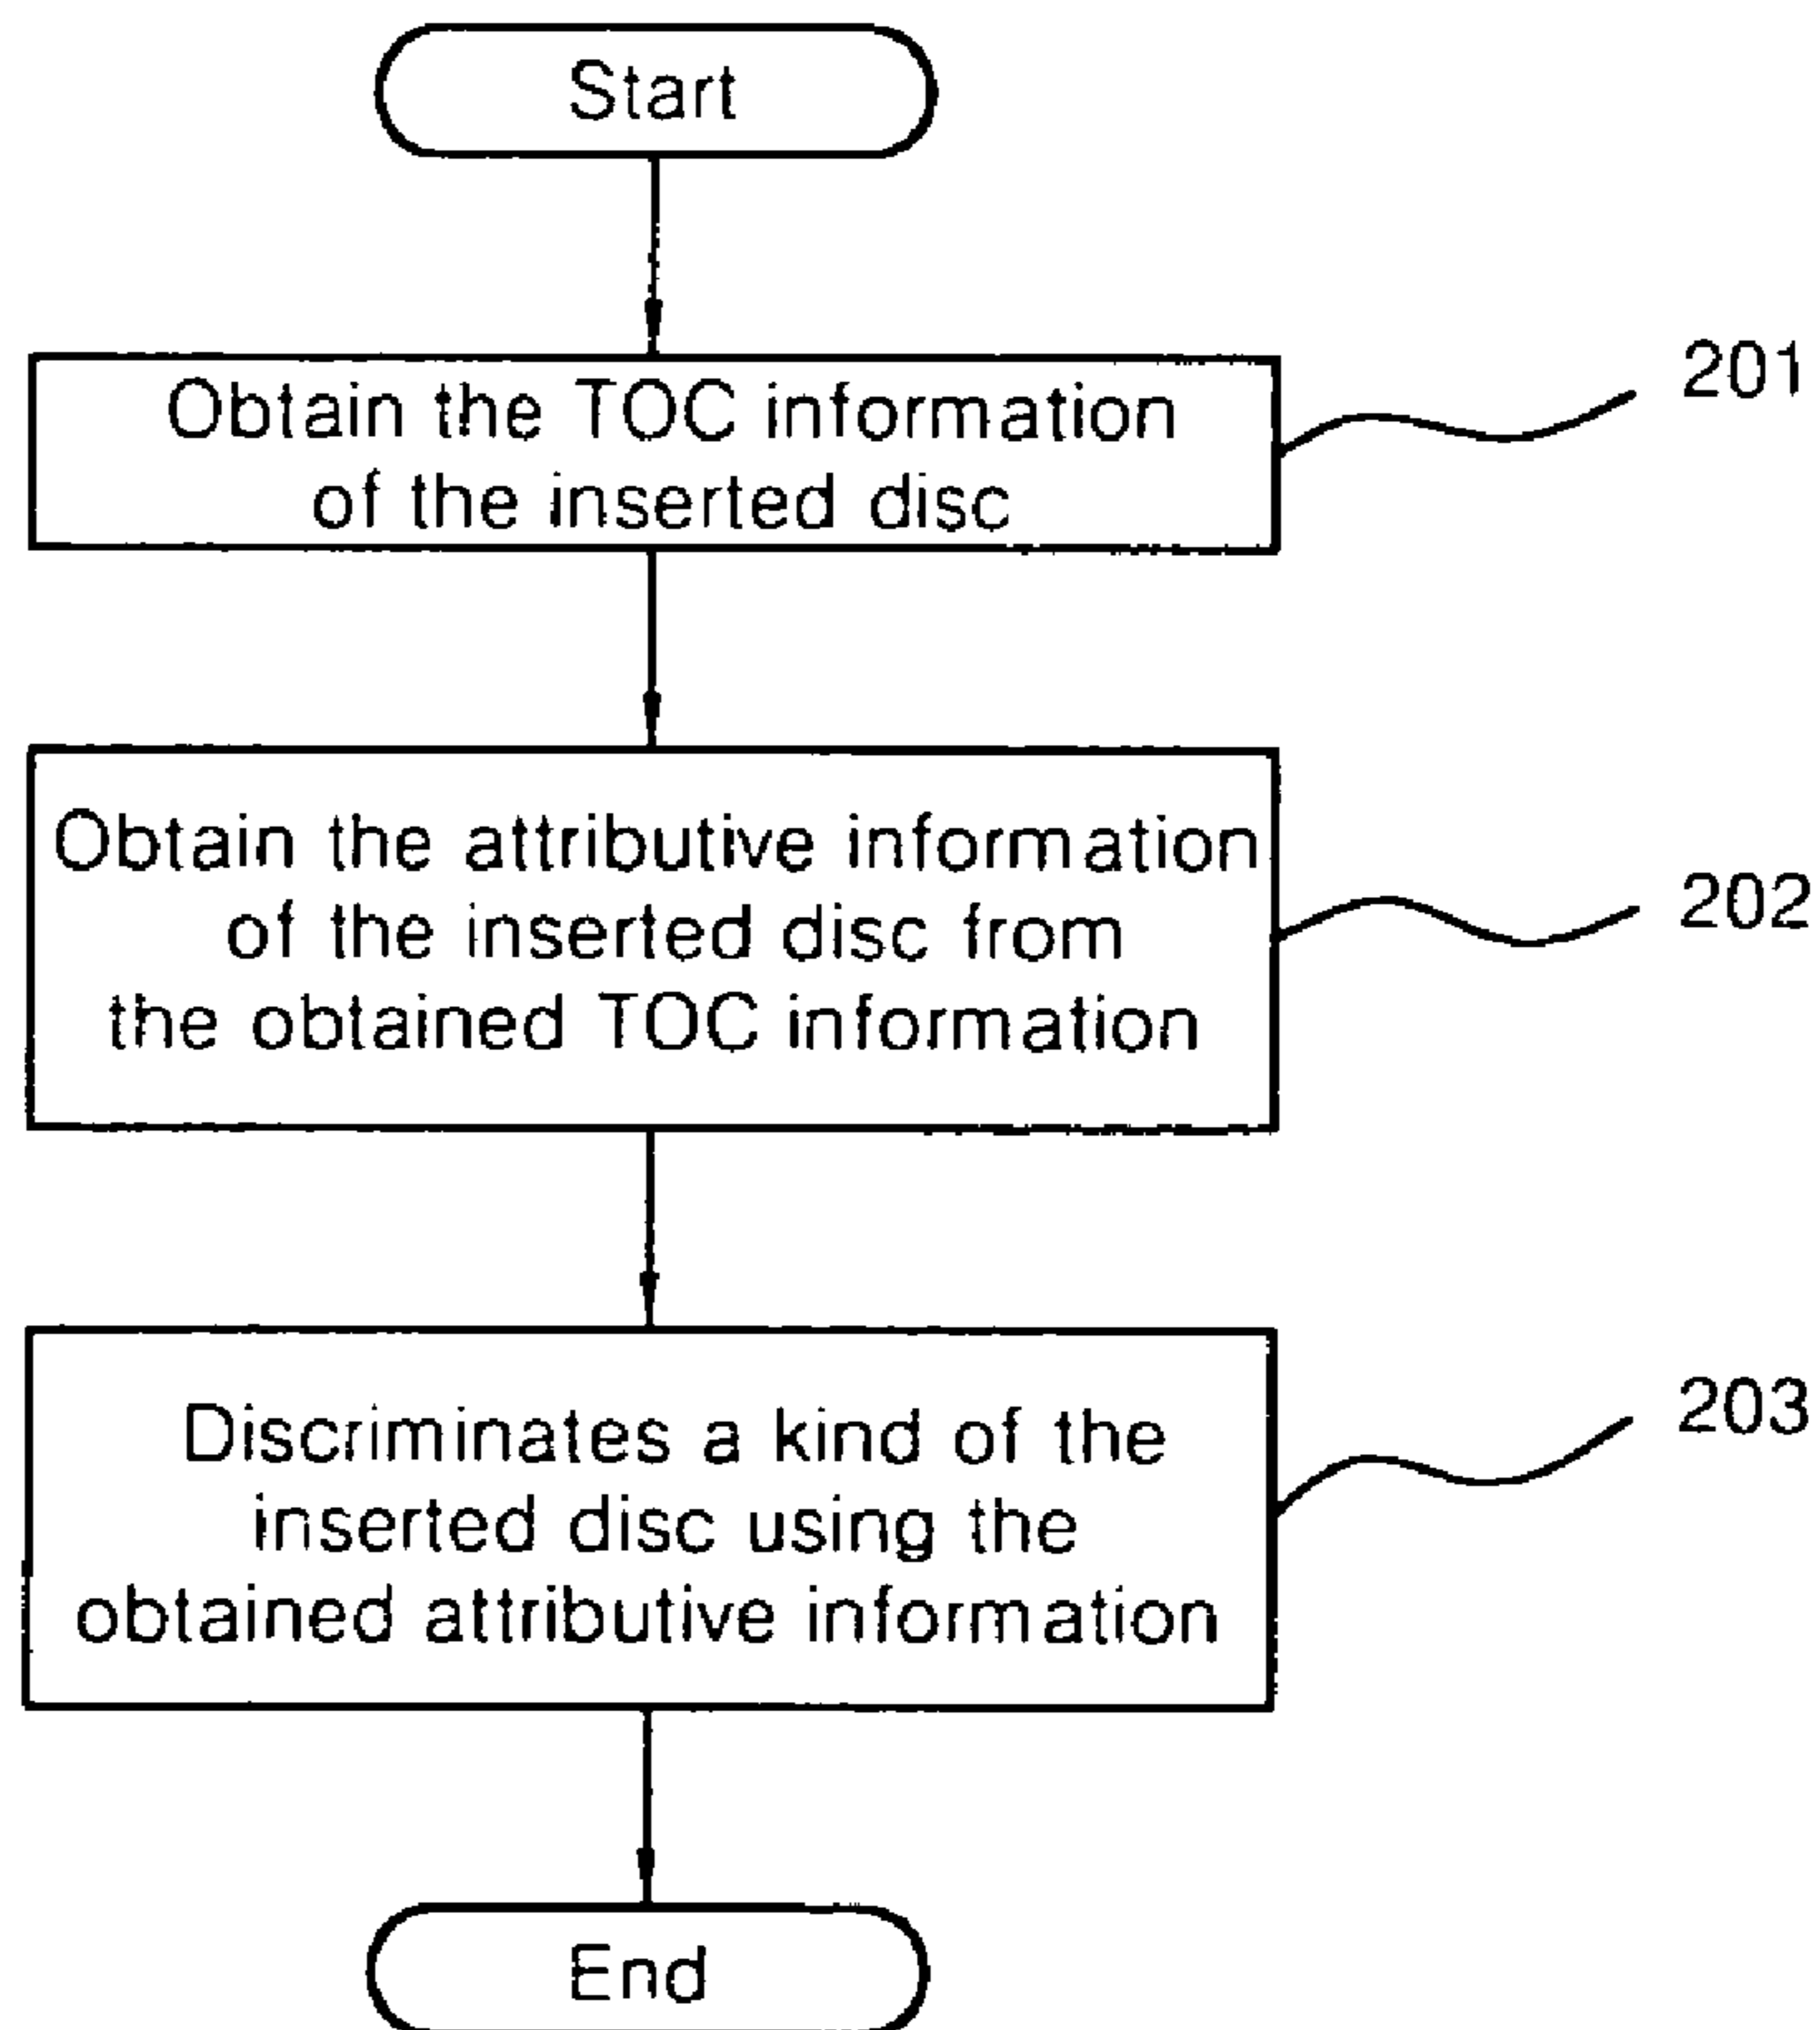 Start
Obtain the TOC information
of the inserted disc
201
Obtain the attributive information
of the inserted disc from
the obtained TOC information
202
Discriminates a kind of the
inserted disc using the
obtained attributive information
203
End